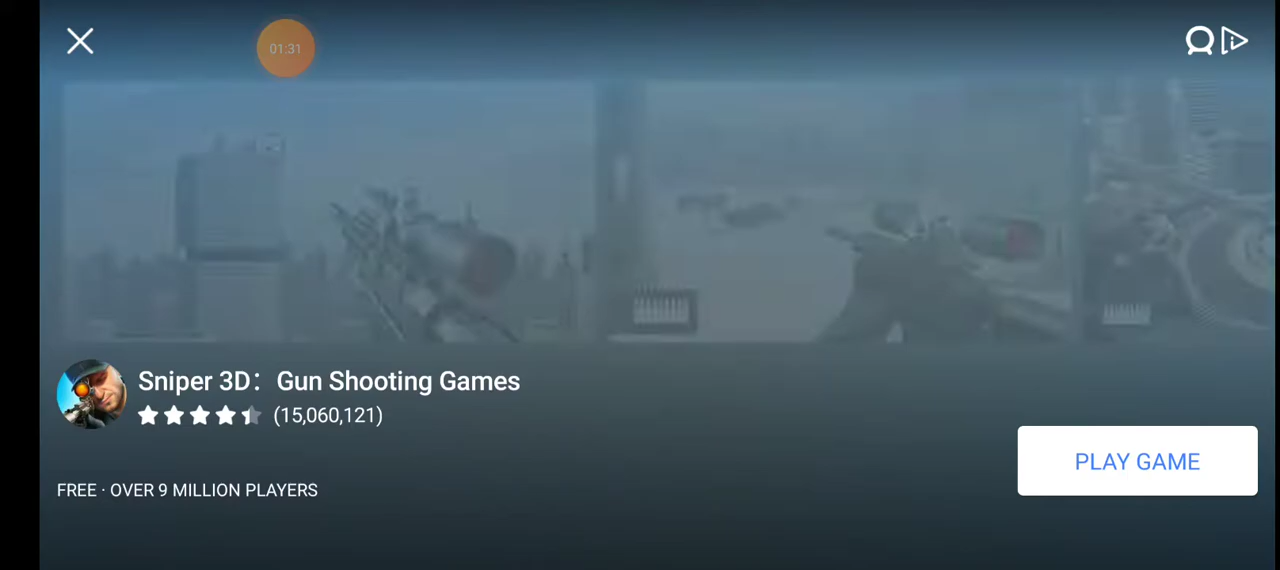 01:31
Sniper 3D： Gun Shooting Games
(15,060,121)
FREE · OVER 9 MILLION PLAYERS
PLAY GAME